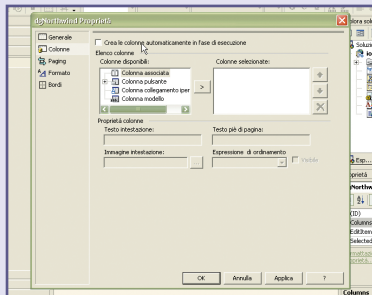 dgNorthwind Proprietà
Generale
Colonne
Paging
Formato
Bordi
Crea le colonne automaticamente in fase di esecuzione
Elenco colonne
Colonne disponibili:
Colonne selezionate:
Colonna associata
Colonna pulsante
Colonna collegamento iper
Colonna modello
>
Proprietà colonne
Testo intestazione:
Testo piè di pagina:
Immagine intestazione:
Espressione di ordinamento
...
Visibile
OK
Annulla
Applica
?
Soluzi
Esp...
Northw
(ID)
Columns
EditItem
Selected
Columns